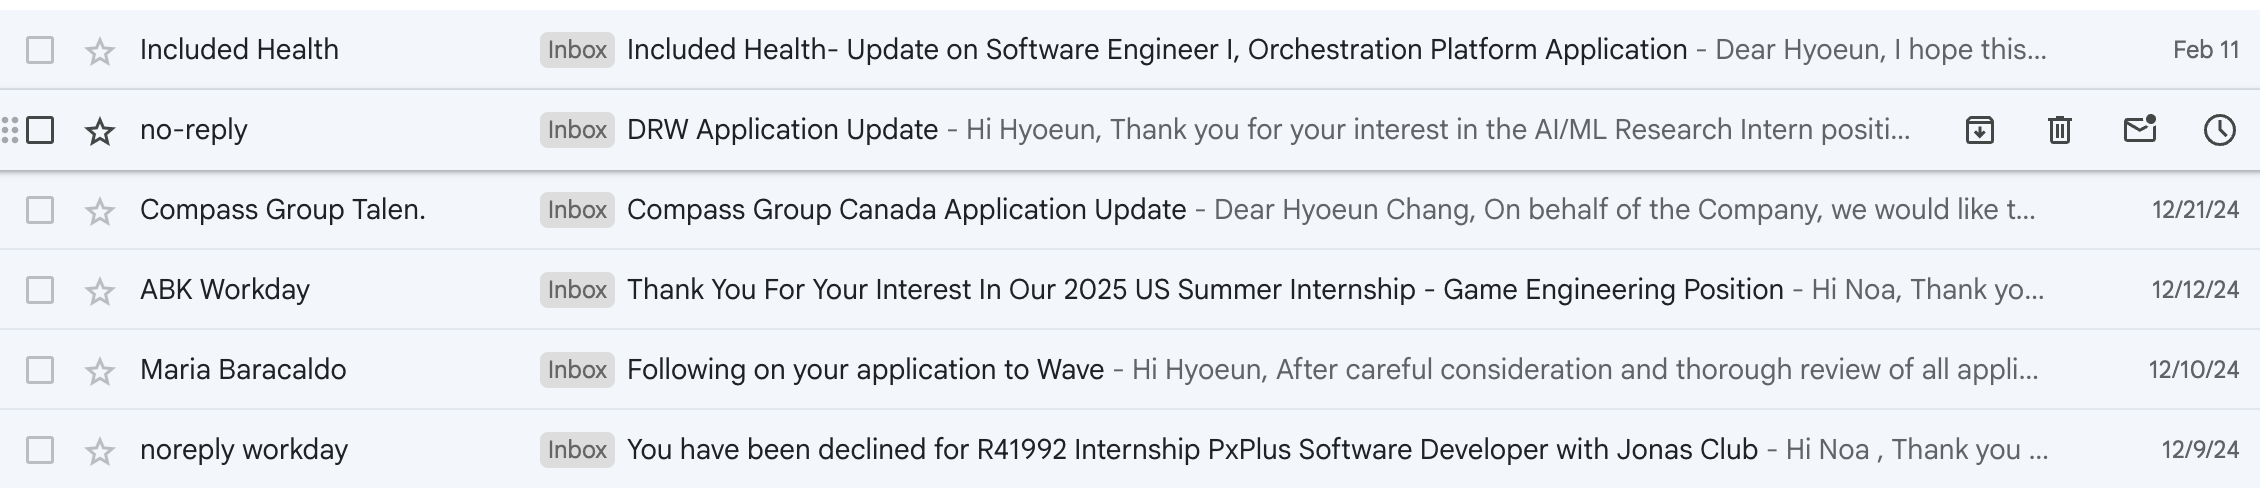 Included Health Inbox Included Health- Update on Software Engineer I, Orchestration Platform Application - Dear Hyoeun, I hope this... Feb 11
no-reply Inbox DRW Application Update - Hi Hyoeun, Thank you for your interest in the AI/ML Research Intern positi...
Compass Group Talen. Inbox Compass Group Canada Application Update - Dear Hyoeun Chang, On behalf of the Company, we would like t... 12/21/24
ABK Workday Inbox Thank You For Your Interest In Our 2025 US Summer Internship - Game Engineering Position - Hi Noa, Thank yo... 12/12/24
Maria Baracaldo Inbox Following on your application to Wave - Hi Hyoeun, After careful consideration and thorough review of all appli... 12/10/24
noreply workday Inbox You have been declined for R41992 Internship PxPlus Software Developer with Jonas Club - Hi Noa , Thank you ... 12/9/24